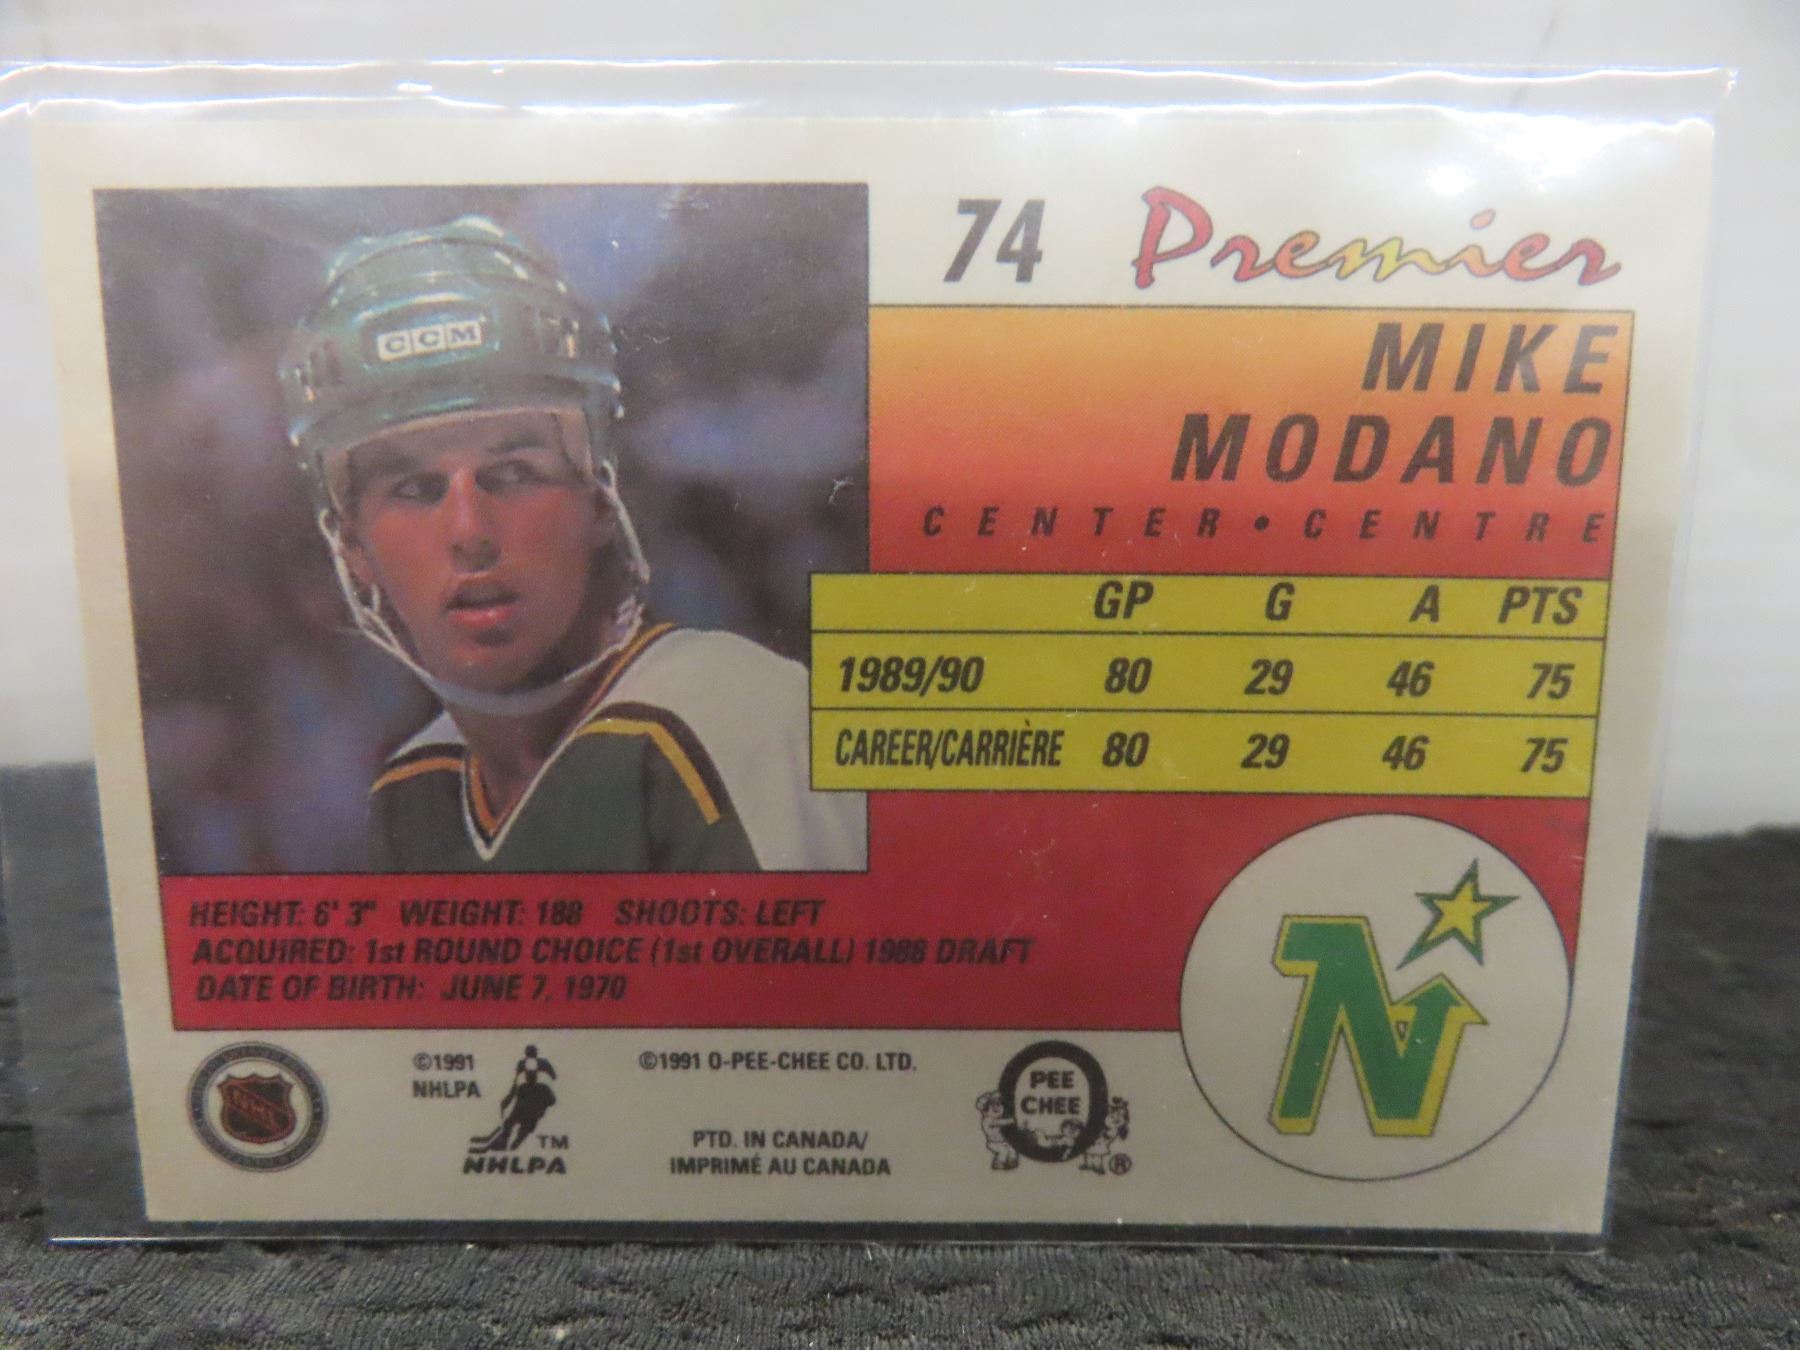 74 Premier
CCM
MIKE
MODANO
CENTER • CENTRE
GP G A PTS
1989/90 80 29 46 75
CAREER/CARRIÈRE 80 29 46 75
HEIGHT: 6' 3" WEIGHT: 188 SHOOTS: LEFT
ACQUIRED: 1st ROUND CHOICE (1st OVERALL) 1988 DRAFT
DATE OF BIRTH: JUNE 7, 1970
N
©1991
NHLPA
TM
NHLPA
©1991 O-PEE-CHEE CO. LTD.
PTD. IN CANADA/
IMPRIMÉ AU CANADA
O
PEE
CHEE
®